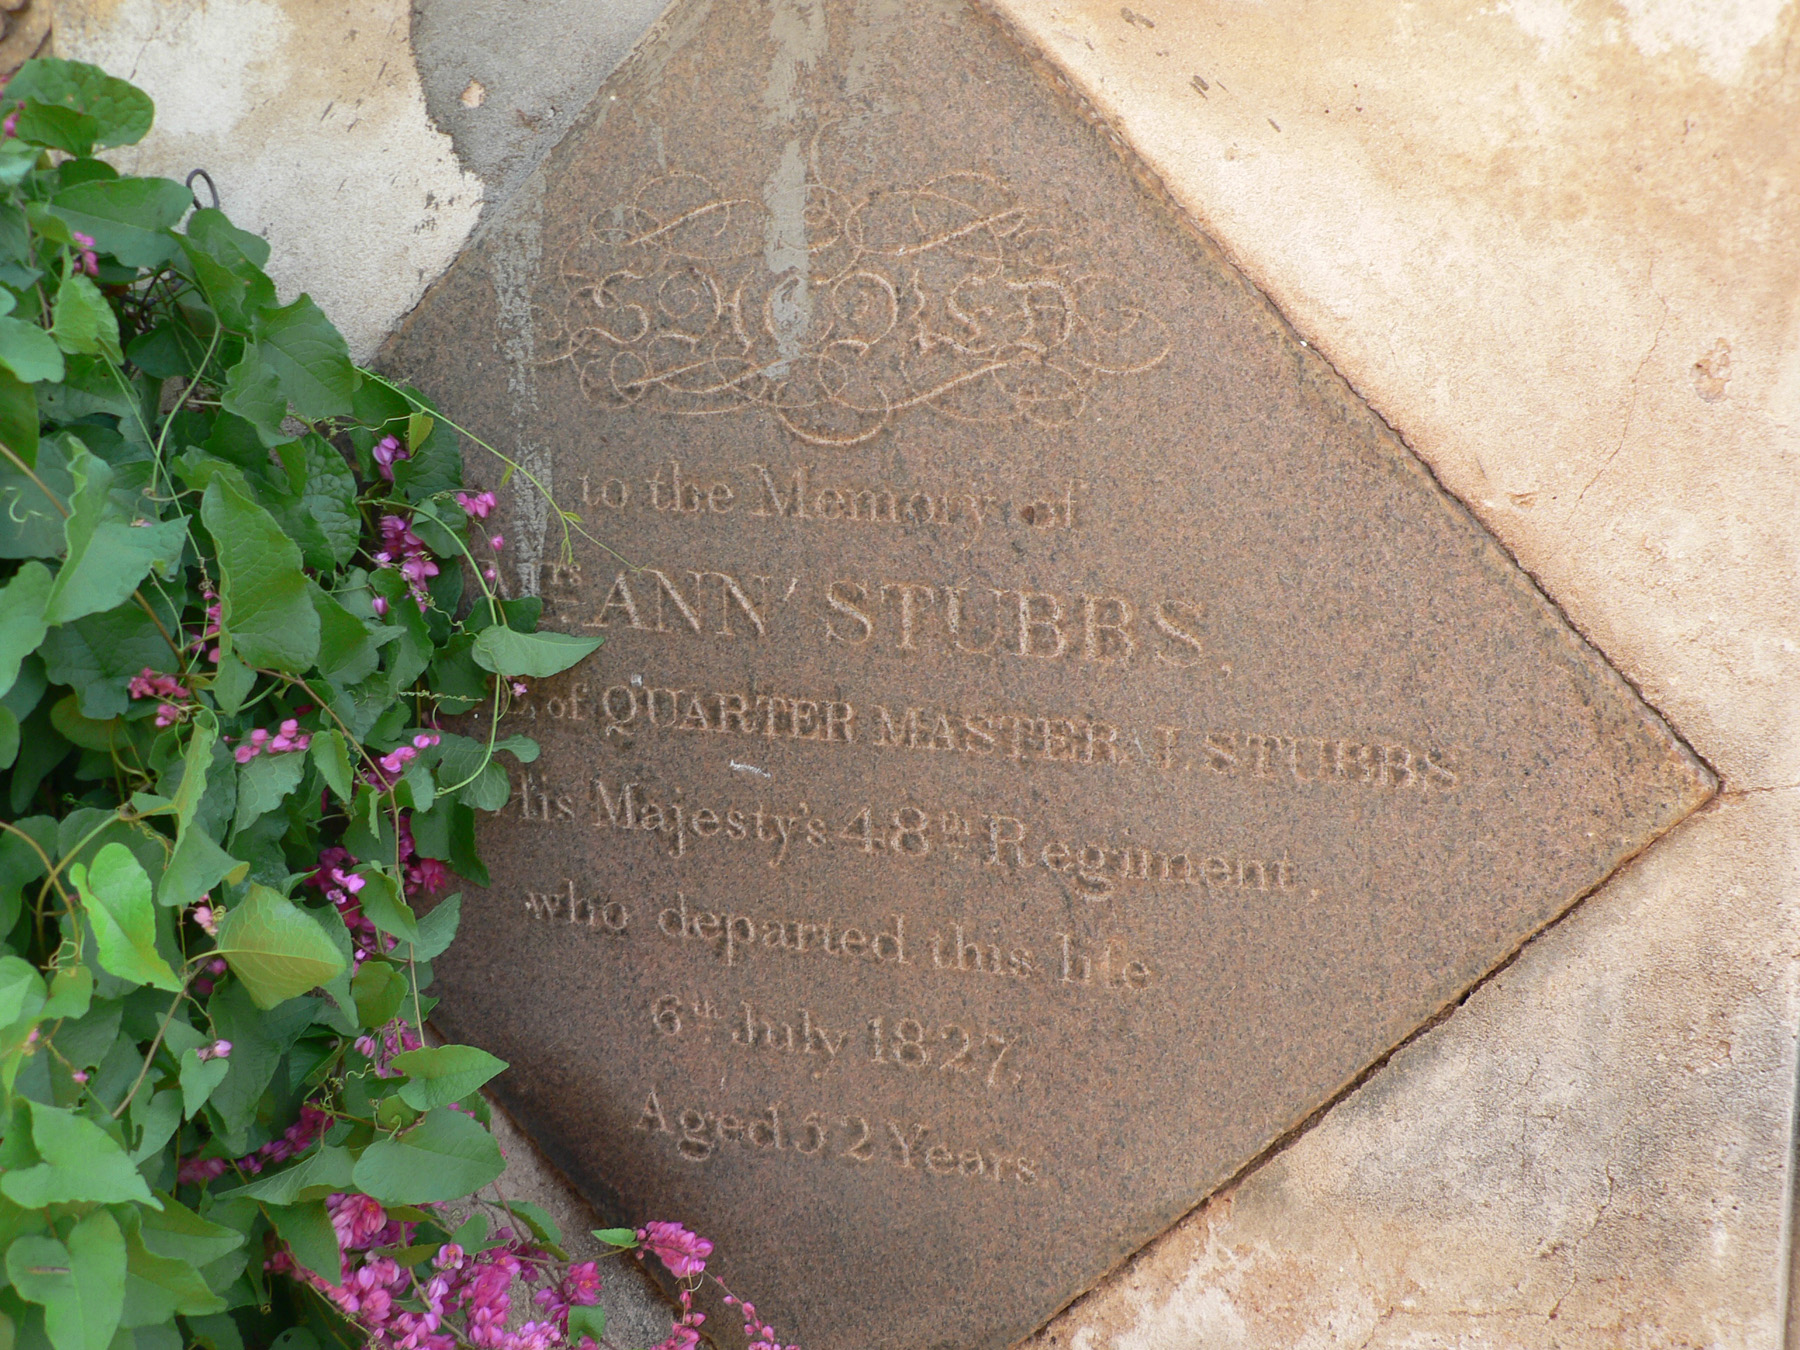 SACRED
to the Memory of
Mrs. ANN STUBBS,
of QUARTER MASTER J. STUBBS
His Majesty's 48th Regiment,
who departed this life
6th July 1827,
Aged 52 Years